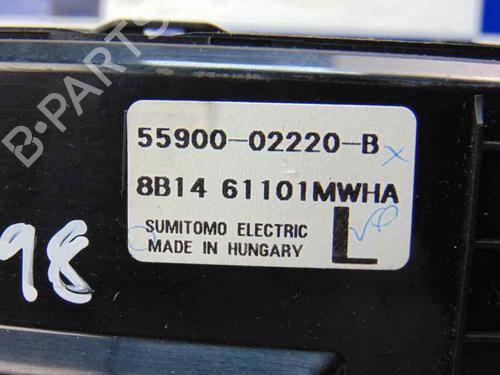 B-PARTS
55900-02220-B
8B14 61101MWHA
SUMITOMO ELECTRIC
MADE IN HUNGARY
L
98